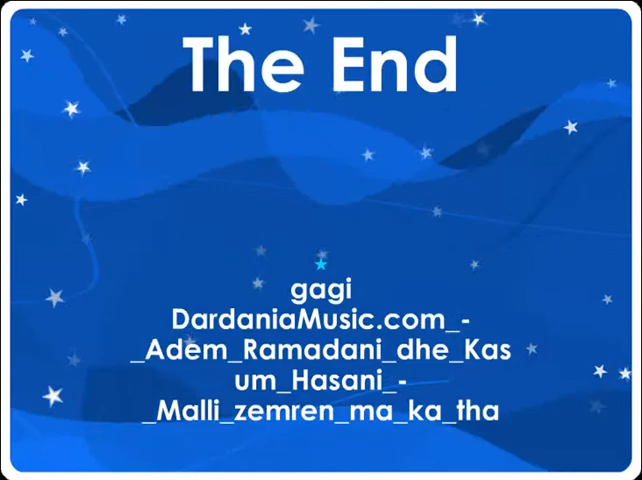 The End
gagi
DardaniaMusic.com_-
_Adem_Ramadani_dhe_Kas
um_Hasani_-
_Malli_zemren_ma_ka_tha